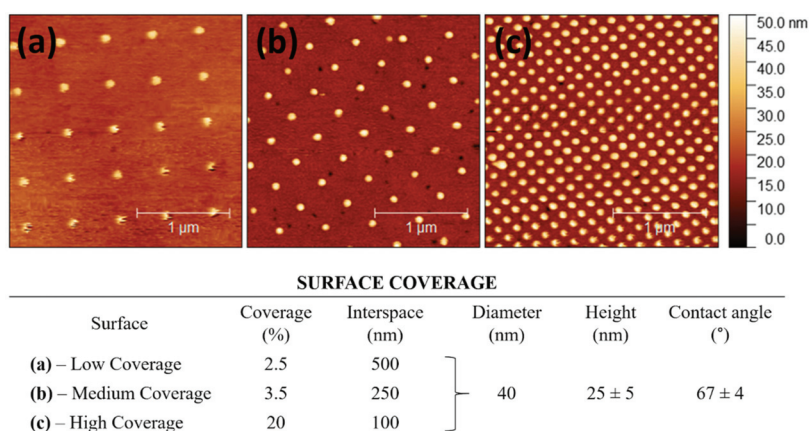 (a)
(b)
(c)
50.0 nm
45.0
40.0
35.0
30.0
25.0
20.0
15.0
10.0
0.0
1 μm
1 μm
1 μm
SURFACE COVERAGE
Surface Coverage (%) Interspace (nm) Diameter (nm) Height (nm) Contact angle (°)
(a) – Low Coverage 2.5 500
(b) – Medium Coverage 3.5 250 40 25 ± 5 67 ± 4
(c) – High Coverage 20 100